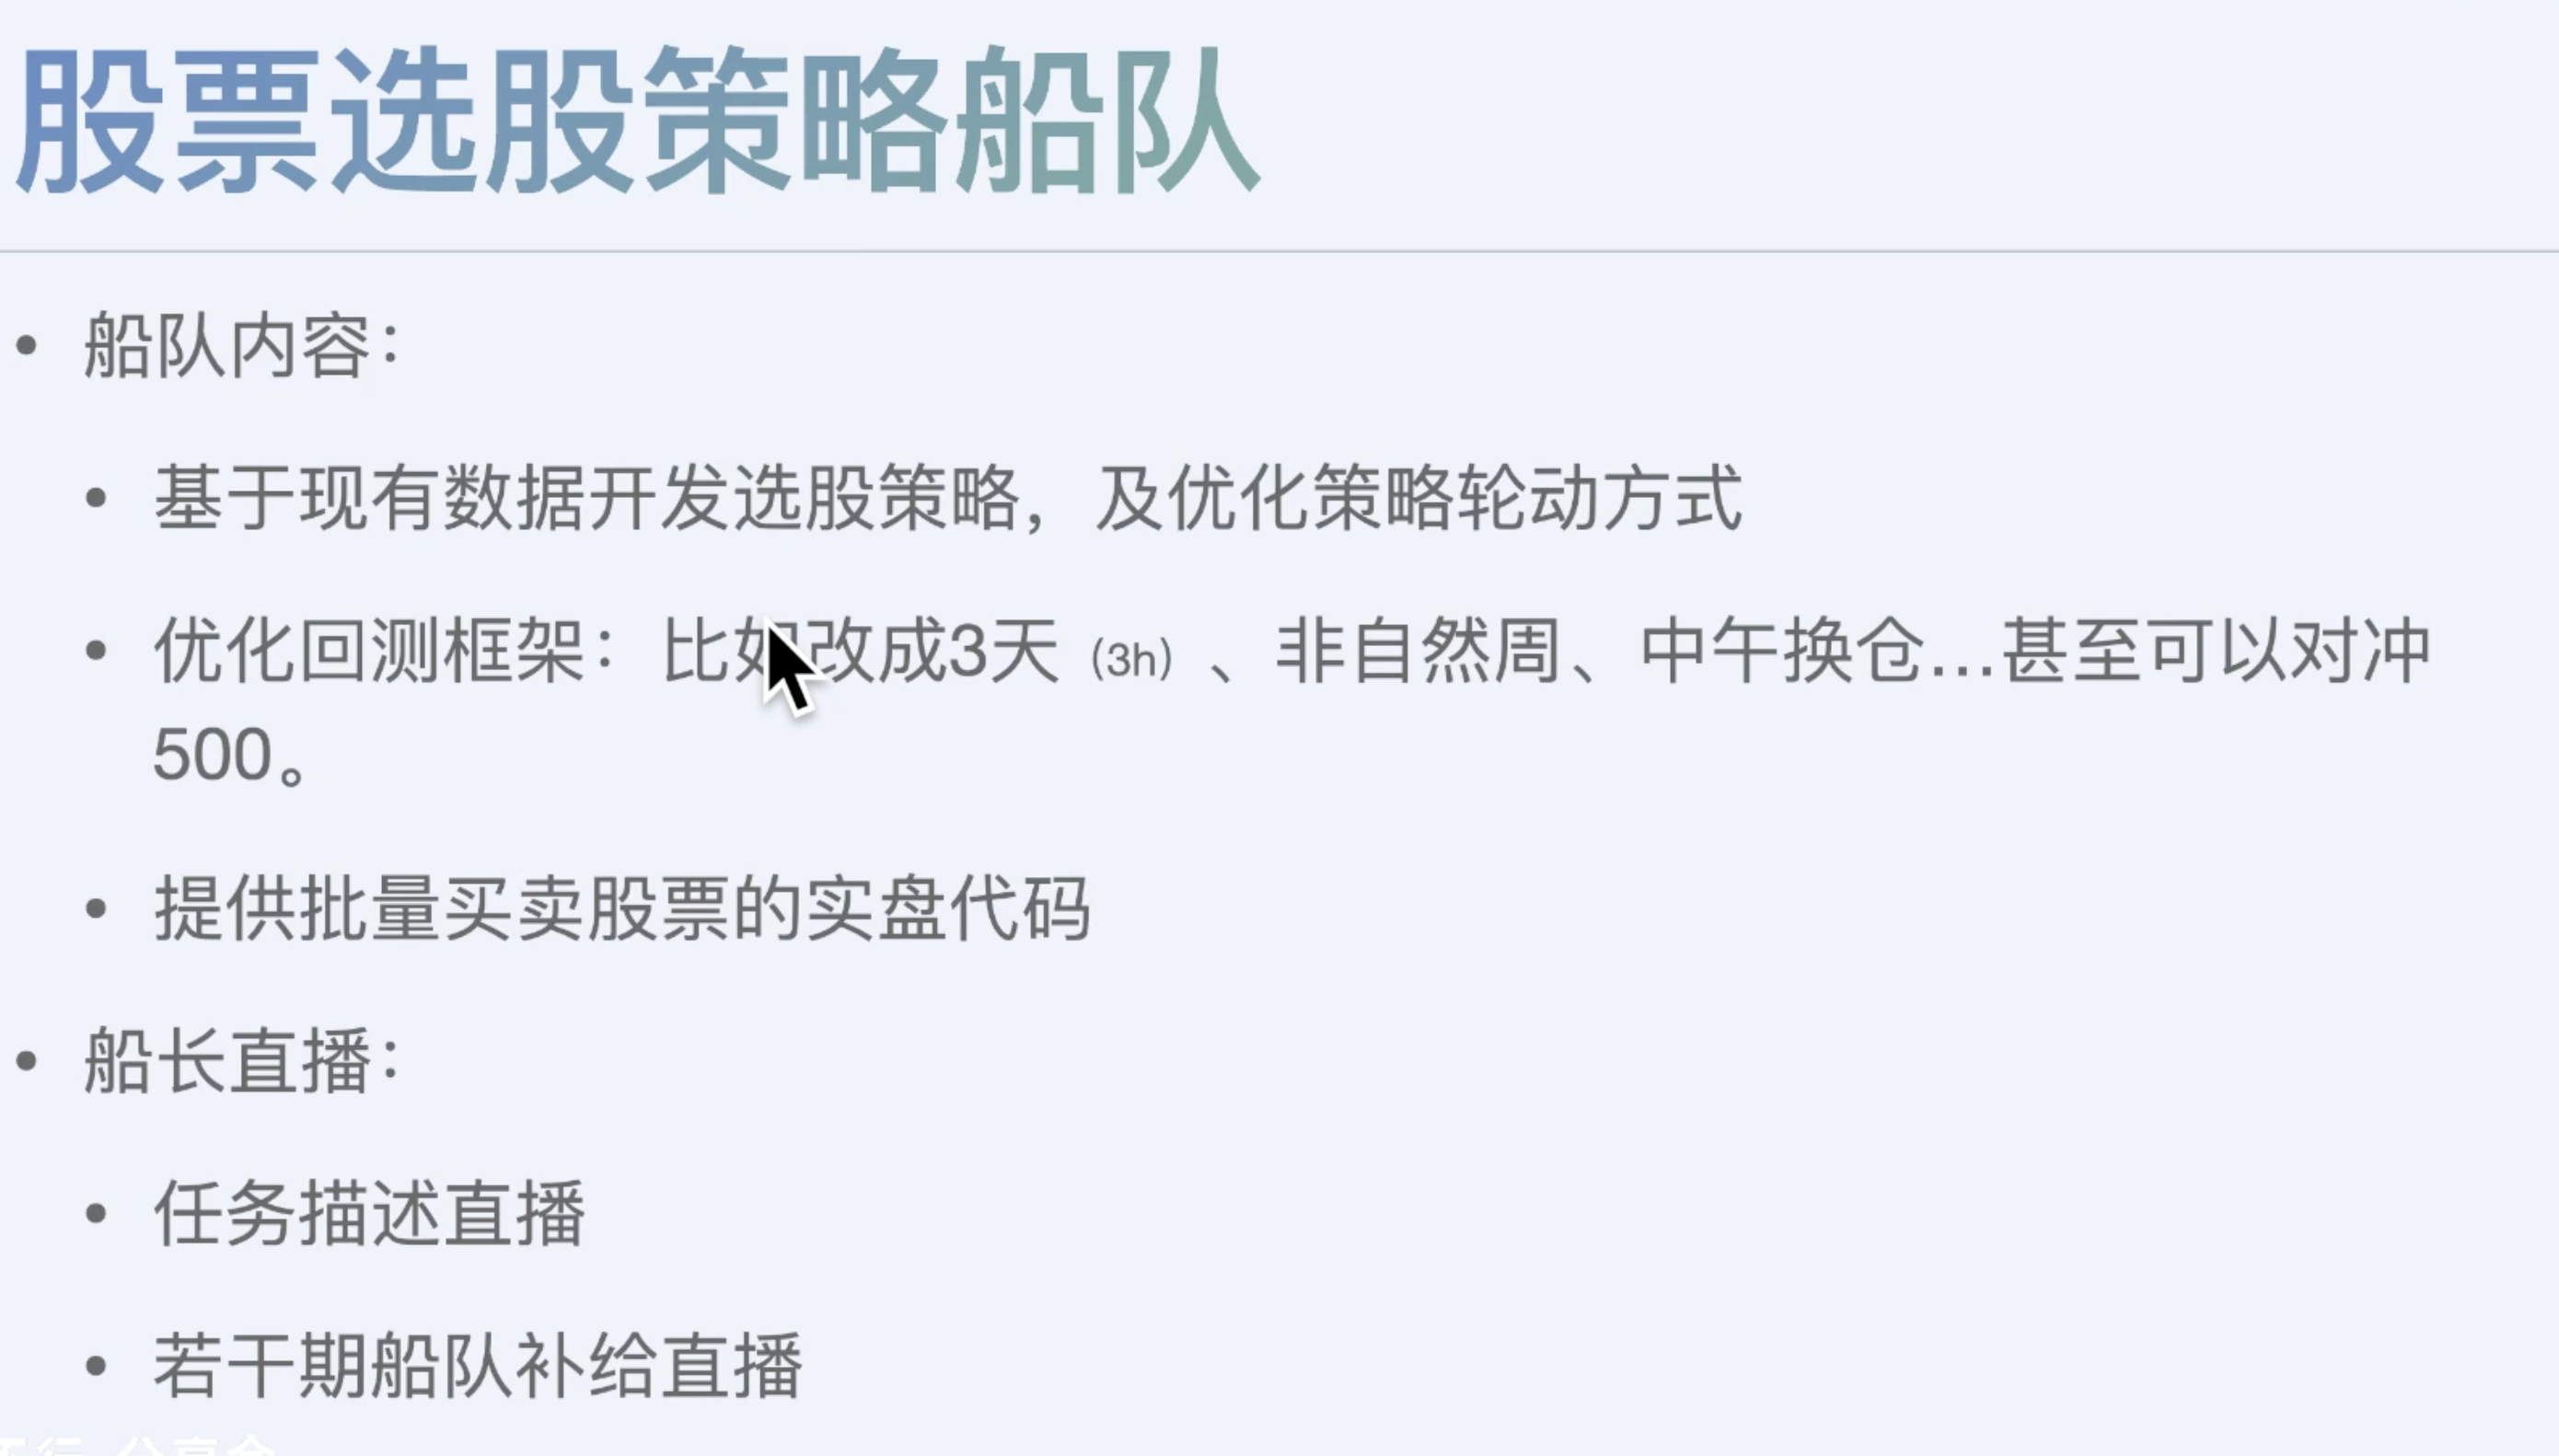 股票选股策略船队
• 船队内容：
• 基于现有数据开发选股策略，及优化策略轮动方式
• 优化回测框架：比如改成3天（3h）、非自然周、中午换仓...甚至可以对冲
500。
• 提供批量买卖股票的实盘代码
• 船长直播：
• 任务描述直播
• 若干期船队补给直播